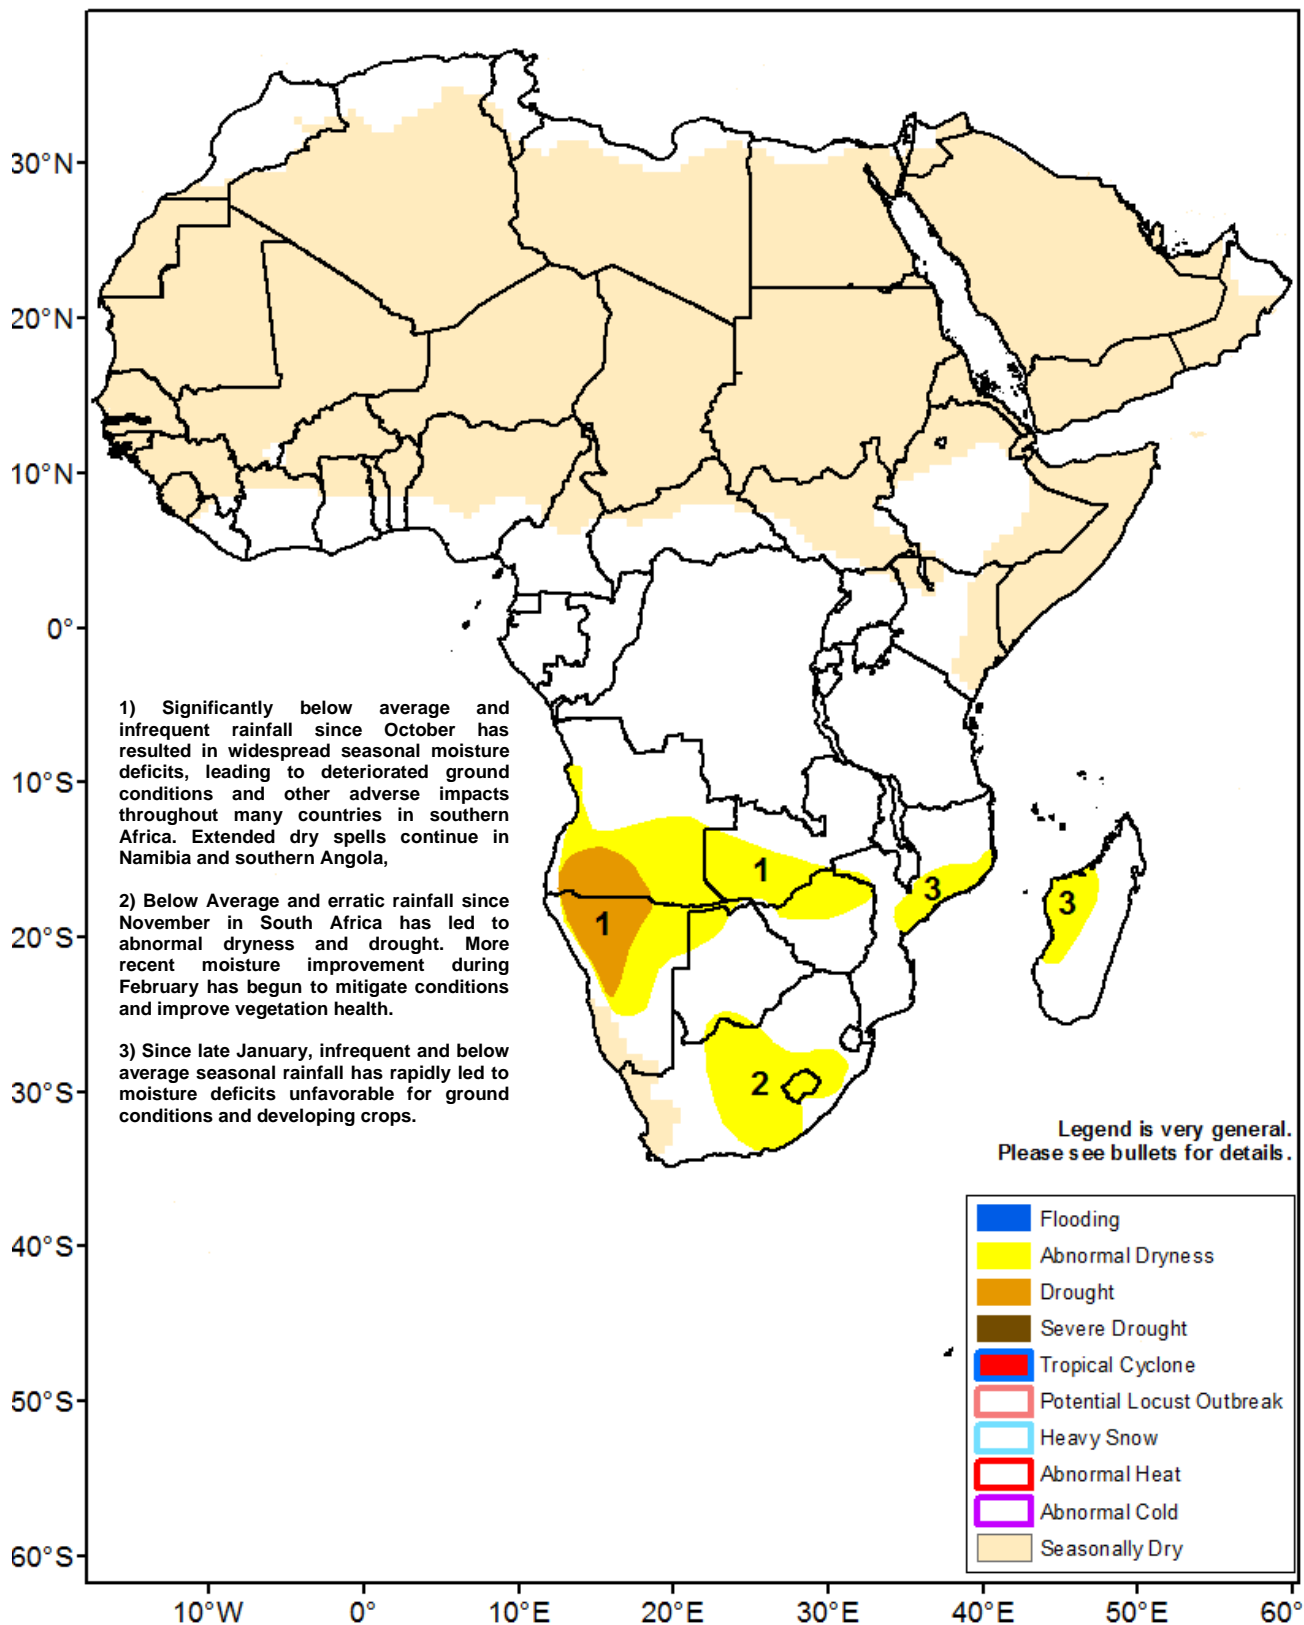 30°N
20°N
10°N
0°
10°S
20°S
30°S
40°S
50°S
60°S
10°W
0°
10°E
20°E
30°E
40°E
50°E
60°
1) Significantly below average and
infrequent rainfall since October has
resulted in widespread seasonal moisture
deficits, leading to deteriorated ground
conditions and other adverse impacts
throughout many countries in southern
Africa. Extended dry spells continue in
Namibia and southern Angola,
2) Below Average and erratic rainfall since
November in South Africa has led to
abnormal dryness and drought. More
recent moisture improvement during
February has begun to mitigate conditions
and improve vegetation health.
3) Since late January, infrequent and below
average seasonal rainfall has rapidly led to
moisture deficits unfavorable for ground
conditions and developing crops.
1
1
3
3
2
Legend is very general.
Please see bullets for details.
Flooding
Abnormal Dryness
Drought
Severe Drought
Tropical Cyclone
Potential Locust Outbreak
Heavy Snow
Abnormal Heat
Abnormal Cold
Seasonally Dry